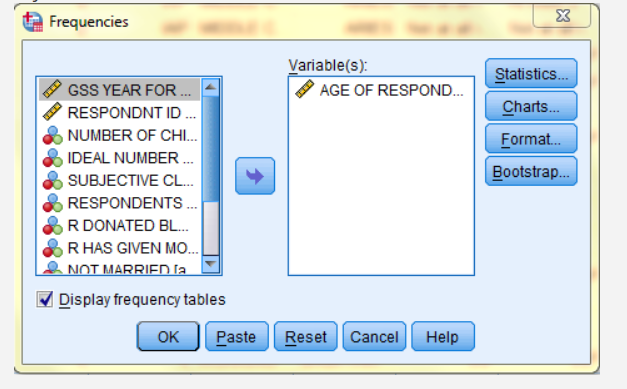 Frequencies
Variable(s):
GSS YEAR FOR ...
RESPONDNT ID ...
NUMBER OF CHI...
IDEAL NUMBER ...
SUBJECTIVE CL...
RESPONDENTS ...
R DONATED BL...
R HAS GIVEN MO...
NOT MARRIED [a
AGE OF RESPOND...
Statistics...
Charts...
Format...
Bootstrap...
Display frequency tables
OK Paste Reset Cancel Help